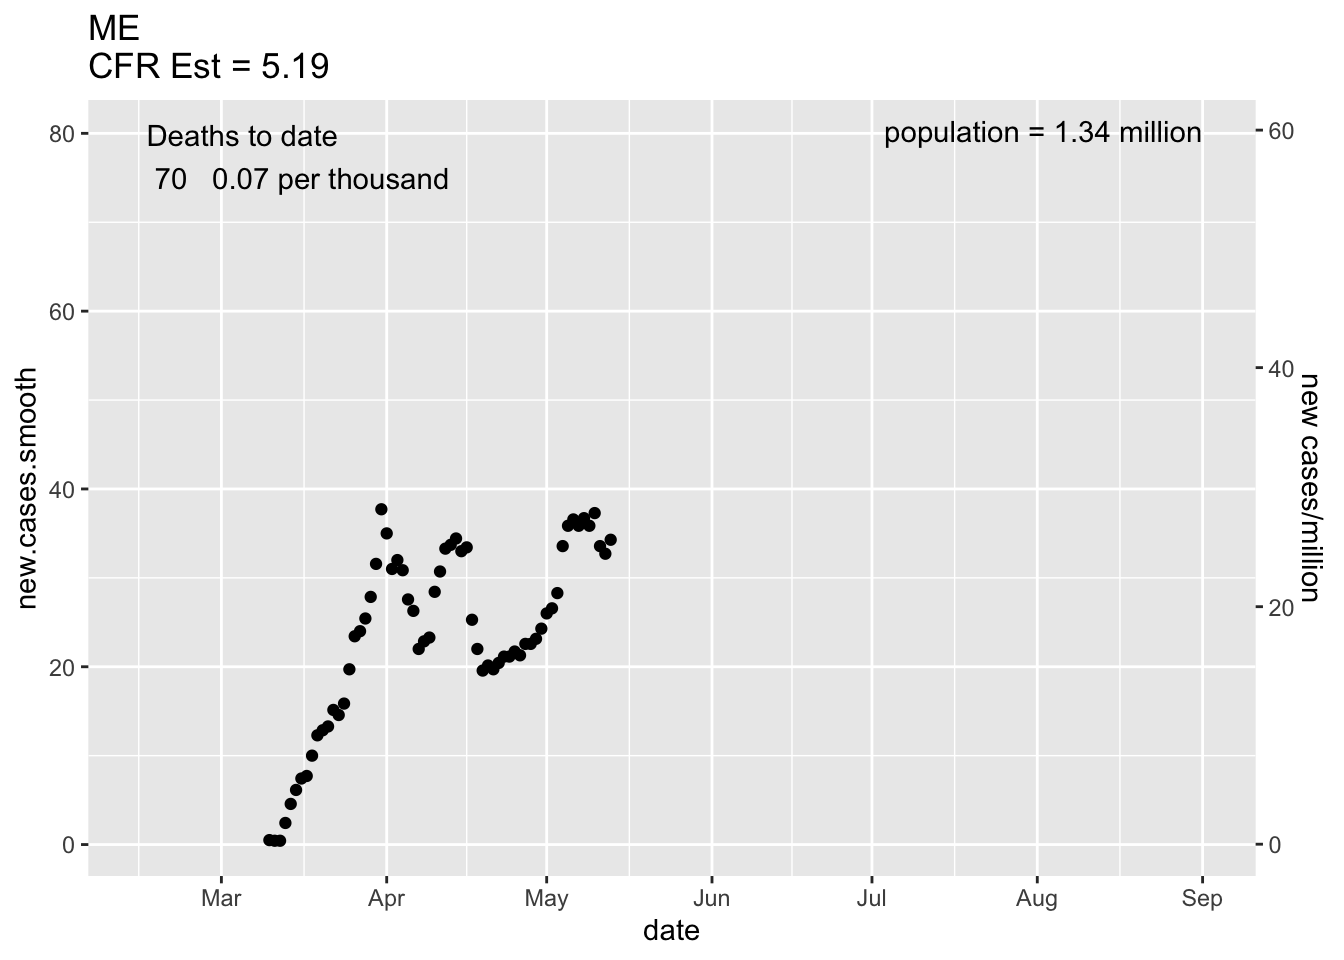 ME
CFR Est = 5.19
Deaths to date
70 0.07 per thousand
population = 1.34 million
80
60
40
20
0
new.cases.smooth
60
40
20
0
new cases/million
Mar Apr May Jun Jul Aug Sep
date